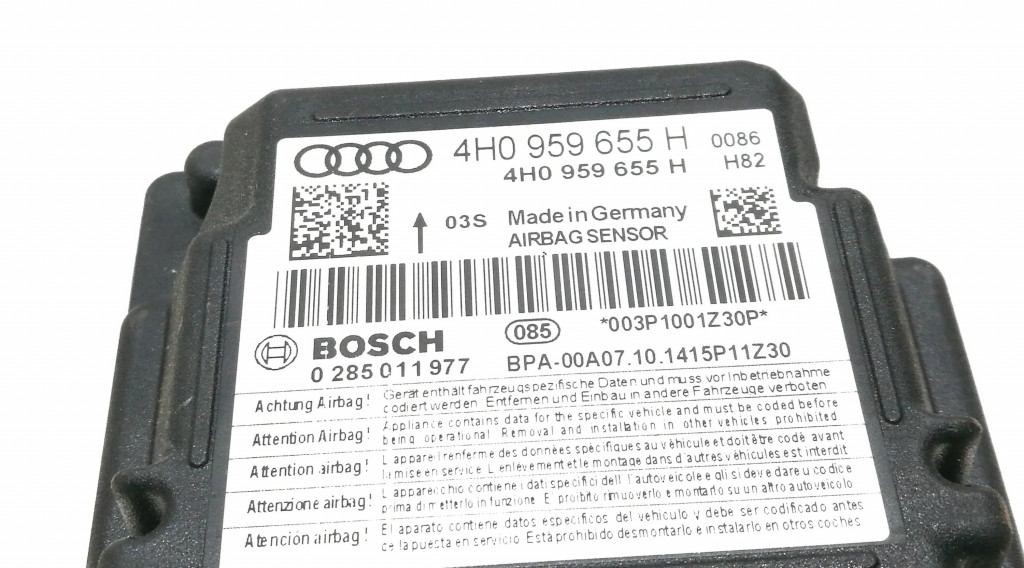 4H0 959 655 H 0086
4H0 959 655 H H82
03S Made in Germany
AIRBAG SENSOR
BOSCH 085 *003P1001Z30P*
0 285 011 977 BPA-00A07.10.1415P11Z30
Achtung Airbag! Gerät enthält fahrzeugspezifische Daten und muss vor Inbetriebnahme
codiert werden. Entfernen und Einbau in andere Fahrzeuge verboten
Attention Airbag! Appliance contains data for the specific vehicle and must be coded before
being operational. Removal and installation in other vehicles prohibited
Attention airbag! L appareil renferme des données spécifiques au véhicule et doit être codé avant
la mise en service L enlèvement et le montage dans d'autres véhicules est interdit
Attenzione airbag! L apparecchio contiene i dati specifici dell l'autoveicolo e gli si deve dare u codice
prima di metterlo in funzione. E proibito rimuoverlo e montarlo su un altro autoveicolo
Atención airbag! El aparato contiene datos específicos del vehículo y debe ser codificado antes
de la puesta en servicio. Está prohibido desmontarlo e instalarlo en otros coches